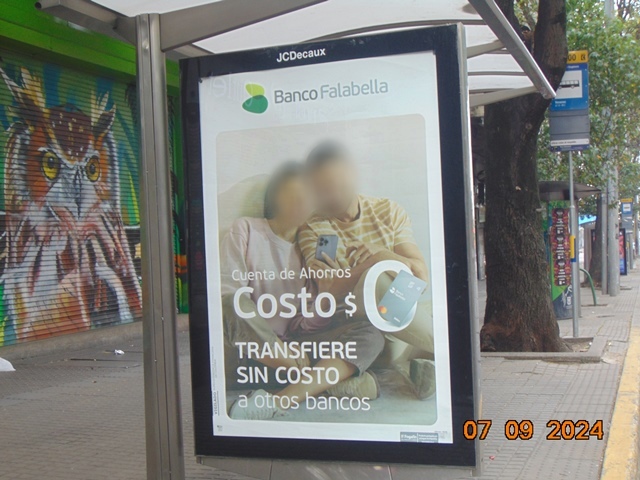 JCDecaux
Banco Falabella
Cuenta de Ahorros
Costo $0
TRANSFIERE
SIN COSTO
a otros bancos
07 09 2024